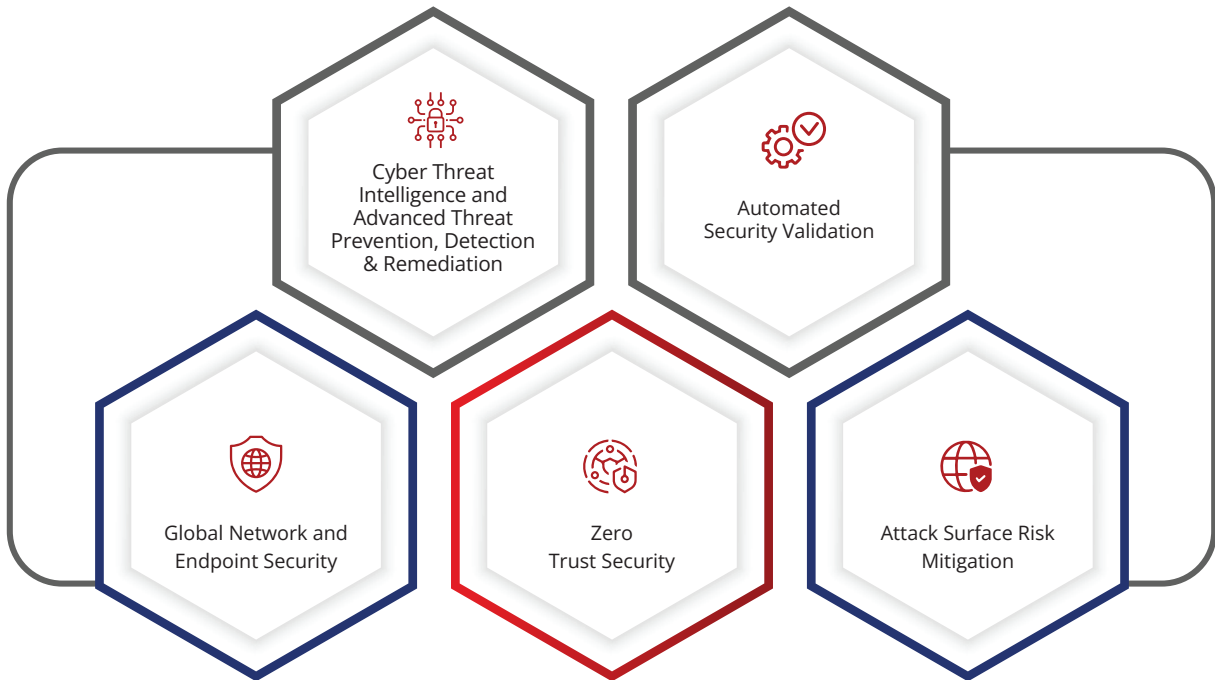 Cyber Threat
Intelligence and
Advanced Threat
Prevention, Detection
& Remediation
Automated
Security Validation
Global Network and
Endpoint Security
Zero
Trust Security
Attack Surface Risk
Mitigation